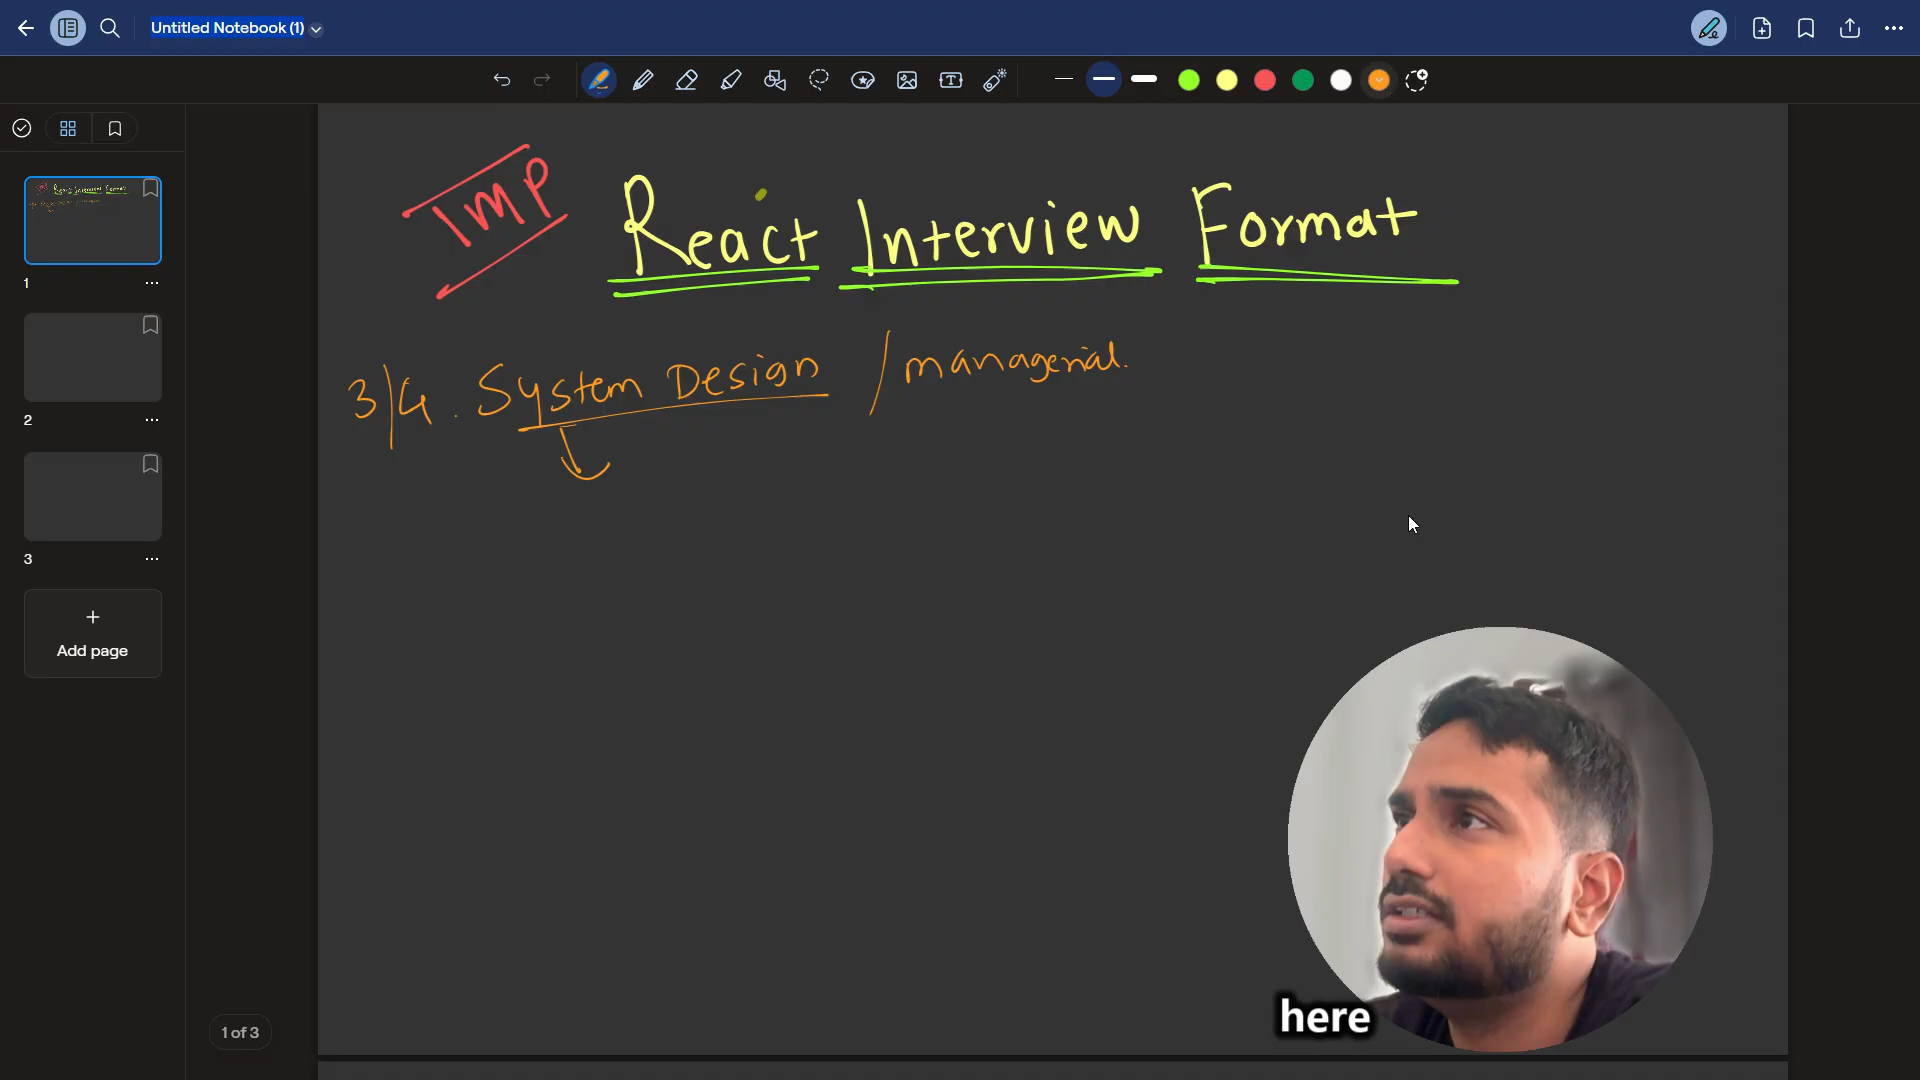 Untitled Notebook (1)
IMP
React Interview Format
3/4. System Design / managerial.
1
2
3
Add page
1 of 3
here